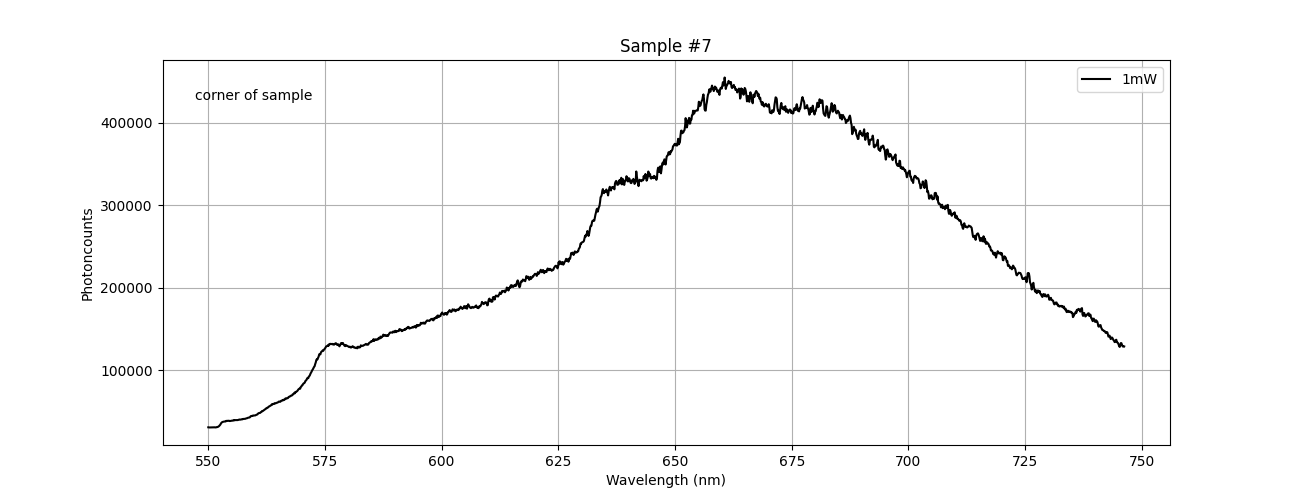 Sample #7
corner of sample
1mW
Photoncounts
400000
300000
200000
100000
550 575 600 625 650 675 700 725 750
Wavelength (nm)